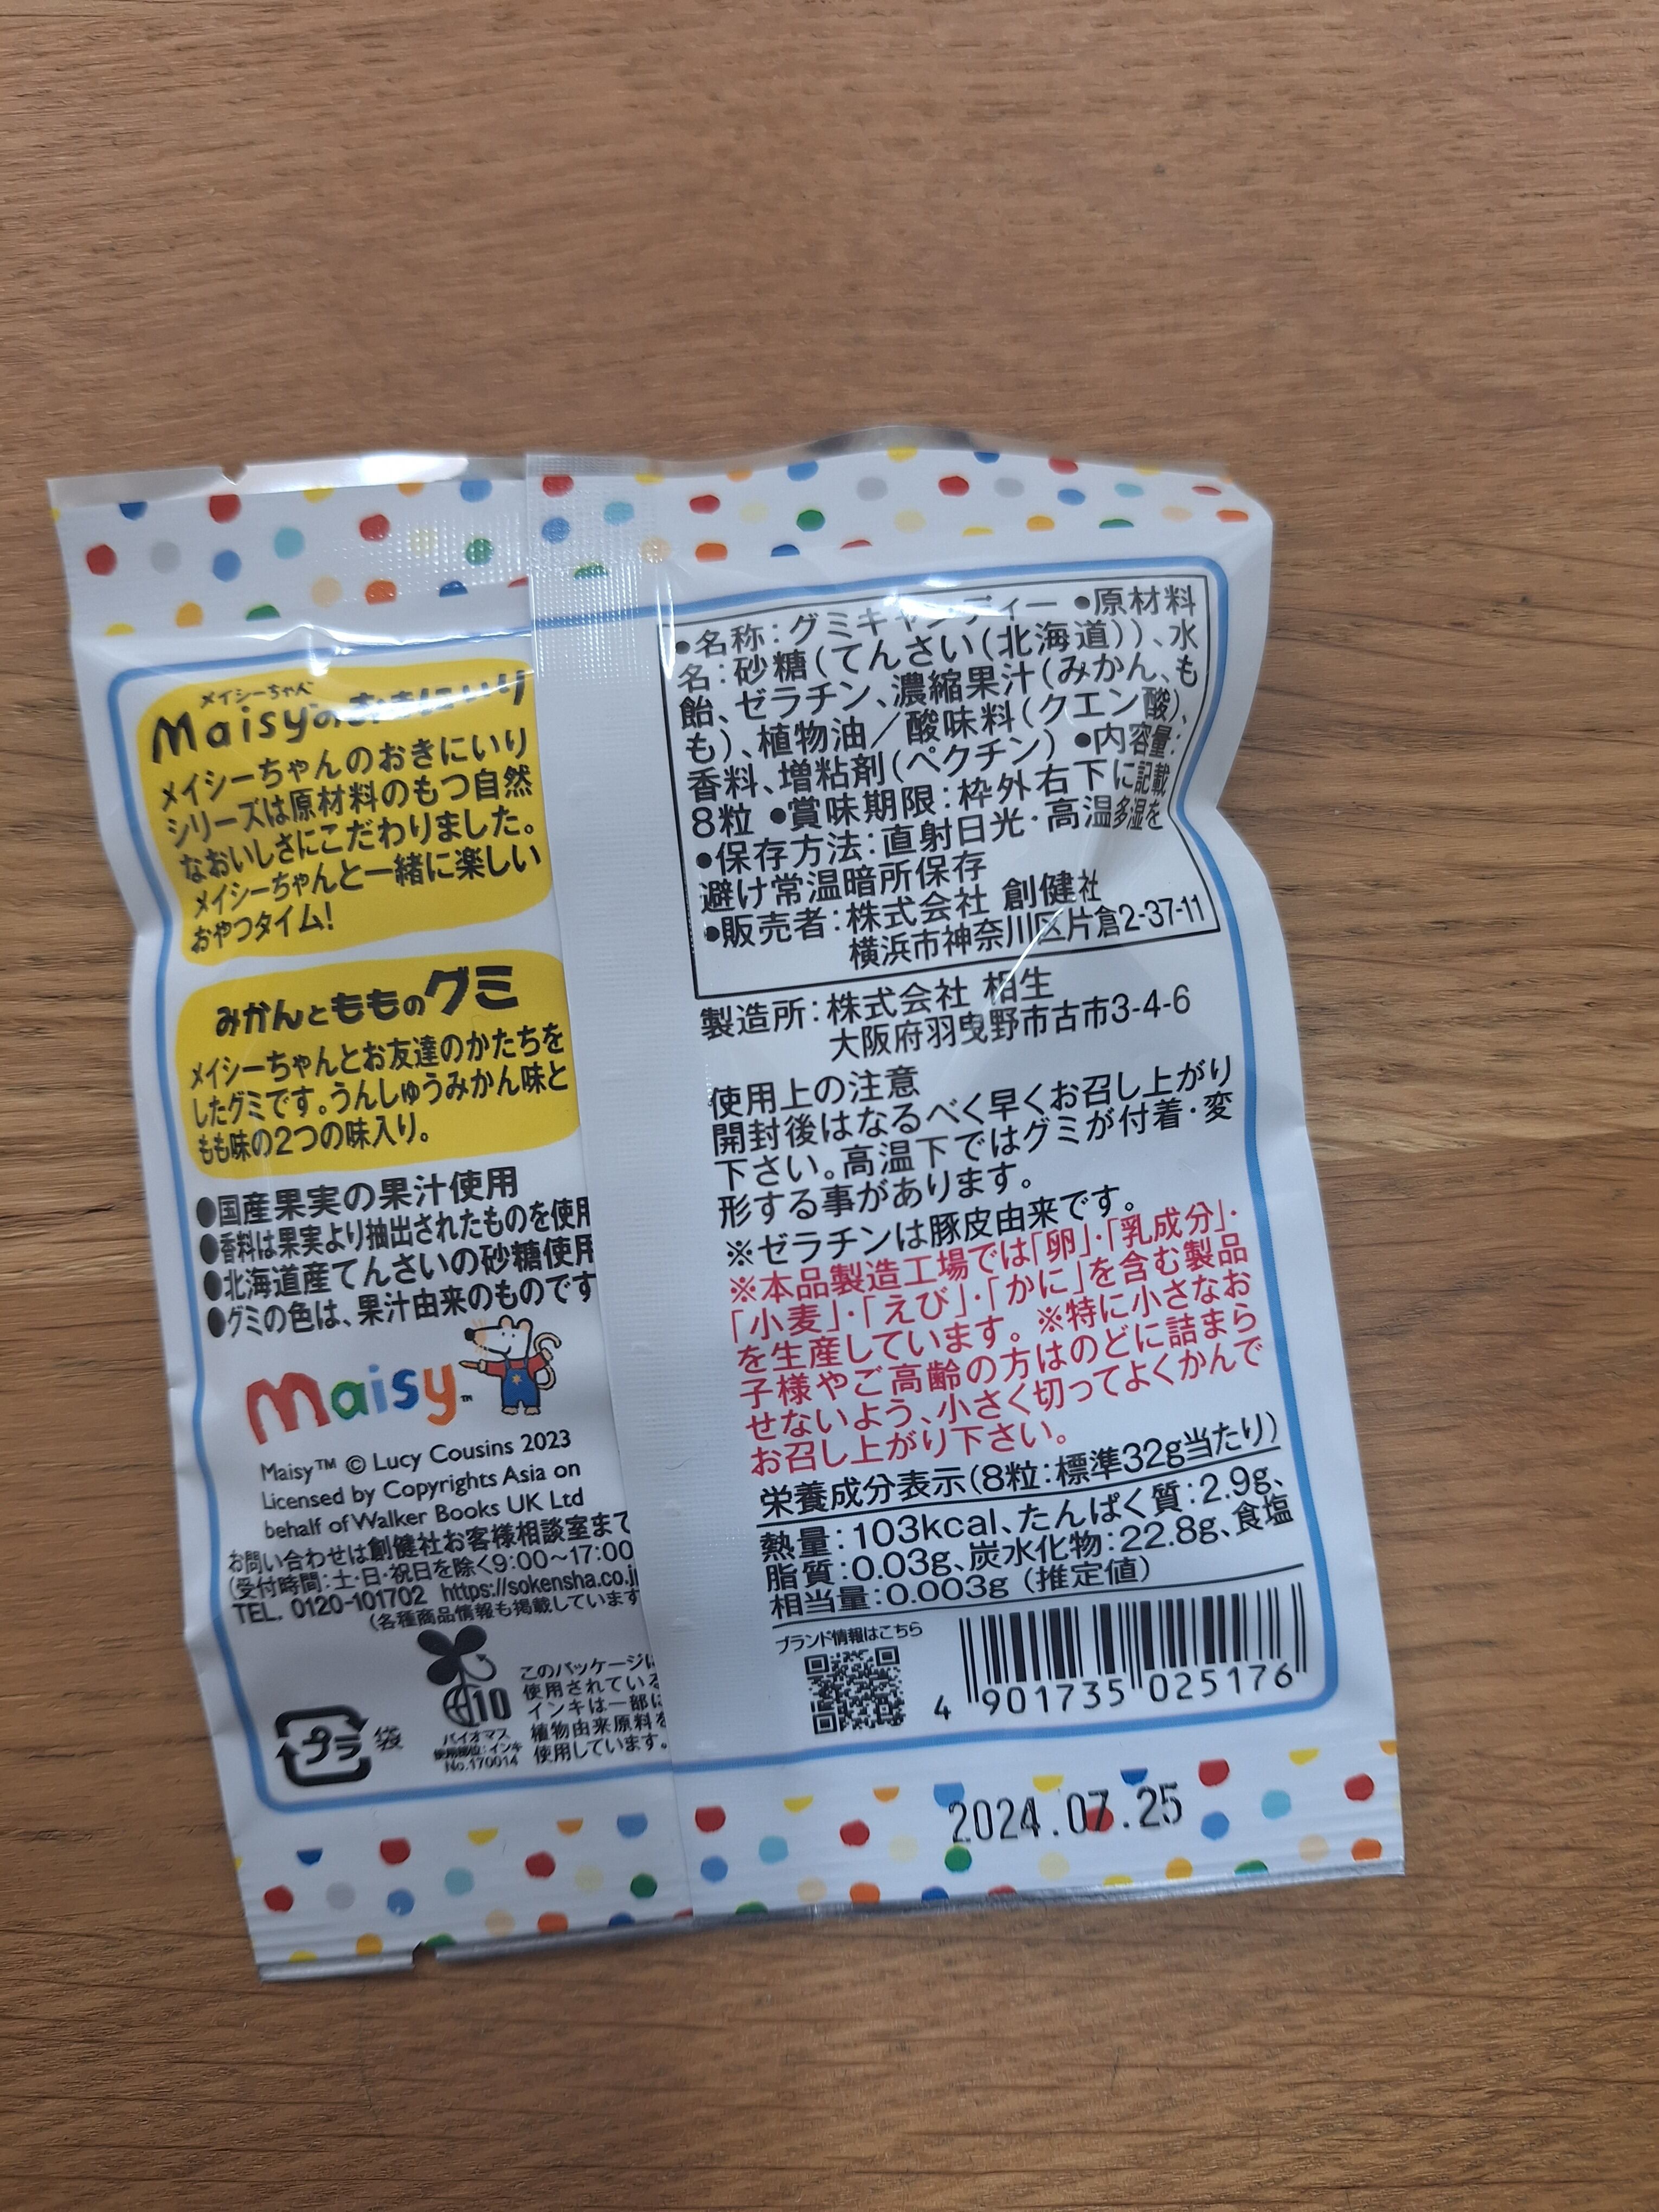 メイシーちゃん
Maisyのおきにいり
メイシーちゃんのおきにいり
シリーズは原材料のもつ自然
なおいしさにこだわりました。
メイシーちゃんと一緒に楽しい
おやつタイム!
みかんともものグミ
メイシーちゃんとお友達のかたちを
したグミです。うんしゅうみかん味と
もも味の2つの味入り。
●国産果実の果汁使用
●香料は果実より抽出されたものを使用
●北海道産てんさいの砂糖使用
●グミの色は、果汁由来のものです
maisy™
Maisy™ © Lucy Cousins 2023
Licensed by Copyrights Asia on
behalf of Walker Books UK Ltd
お問い合わせは創健社お客様相談室まで
(受付時間:土・日・祝日を除く9:00〜17:00
TEL. 0120-101702 https://sokensha.co.j
(各種商品情報も掲載しています
プラ 袋
10
バイオマス
使用部位:インキ
No.170014
このパッケージに
使用されている
インキは一部に
植物由来原料を
使用しています。
●名称:グミキャンディー ●原材料
名:砂糖(てんさい(北海道))、水
飴、ゼラチン、濃縮果汁(みかん、も
も)、植物油/酸味料(クエン酸)、
香料、増粘剤(ペクチン) ●内容量:
8粒 ●賞味期限:枠外右下に記載
●保存方法:直射日光・高温多湿を
避け常温暗所保存
●販売者:株式会社 創健社
横浜市神奈川区片倉2-37-11
製造所:株式会社 相生
大阪府羽曳野市古市3-4-6
使用上の注意
開封後はなるべく早くお召し上がり
下さい。高温下ではグミが付着・変
形する事があります。
※ゼラチンは豚皮由来です。
※本品製造工場では「卵」・「乳成分」・
「小麦」・「えび」・「かに」を含む製品
を生産しています。※特に小さなお
子様やご高齢の方はのどに詰まら
せないよう、小さく切ってよくかんで
お召し上がり下さい。
栄養成分表示(8粒:標準32g当たり)
熱量:103kcal、たんぱく質:2.9g、
脂質:0.03g、炭水化物:22.8g、食塩
相当量:0.003g (推定値)
ブランド情報はこちら
4 901735 025176
2024.07.25